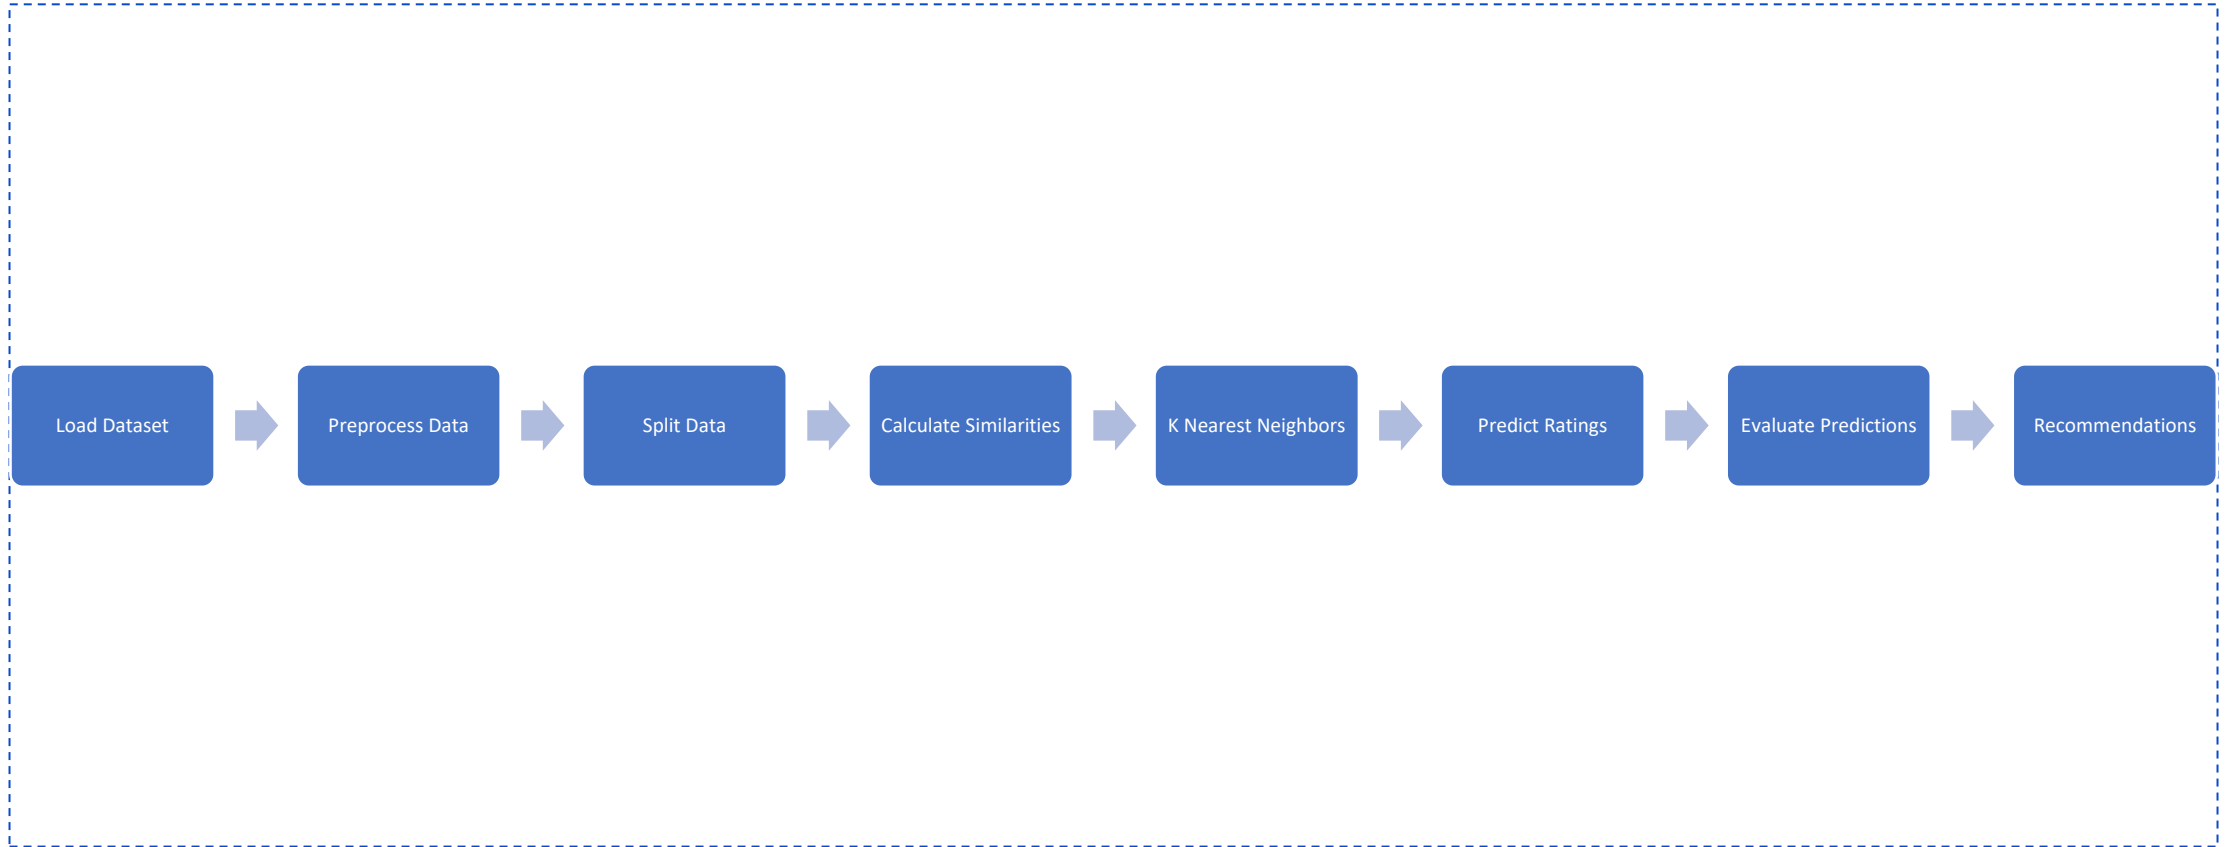 Load Dataset
Preprocess Data
Split Data
Calculate Similarities
K Nearest Neighbors
Predict Ratings
Evaluate Predictions
Recommendations